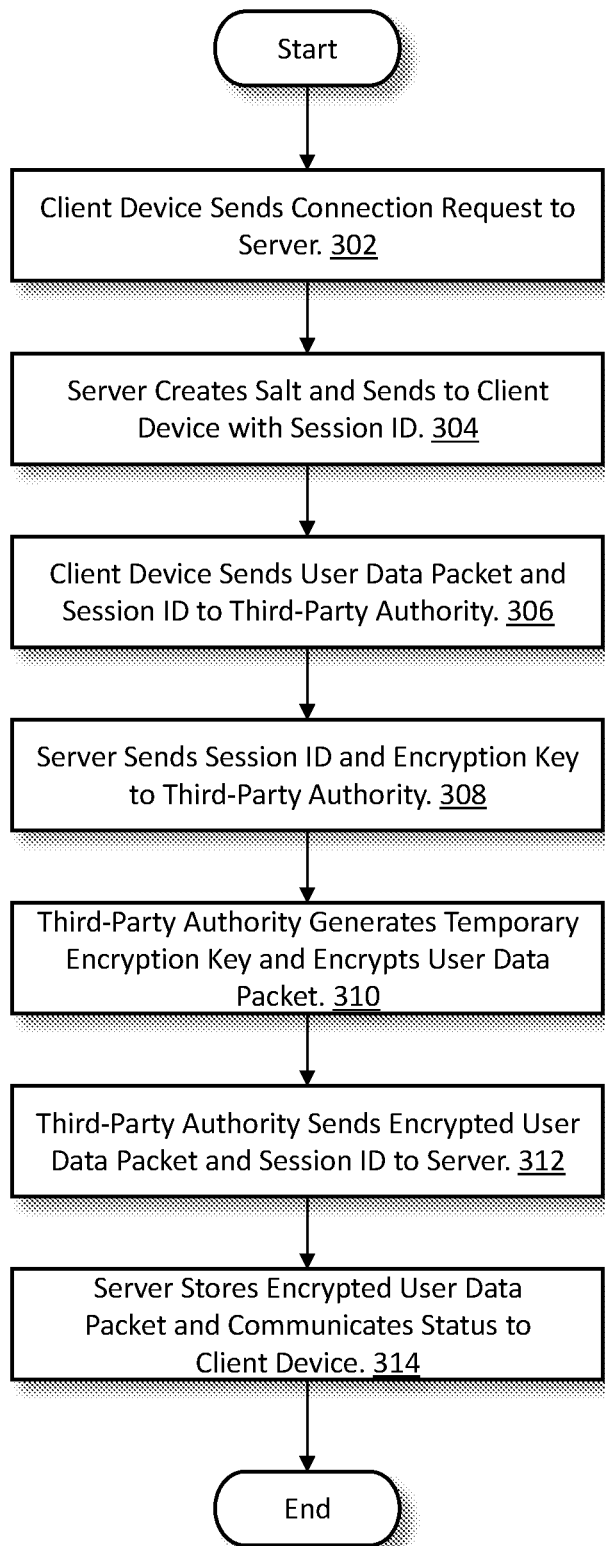 Start
Client Device Sends Connection Request to
Server. 302
Server Creates Salt and Sends to Client
Device with Session ID. 304
Client Device Sends User Data Packet and
Session ID to Third-Party Authority. 306
Server Sends Session ID and Encryption Key
to Third-Party Authority. 308
Third-Party Authority Generates Temporary
Encryption Key and Encrypts User Data
Packet. 310
Third-Party Authority Sends Encrypted User
Data Packet and Session ID to Server. 312
Server Stores Encrypted User Data
Packet and Communicates Status to
Client Device. 314
End